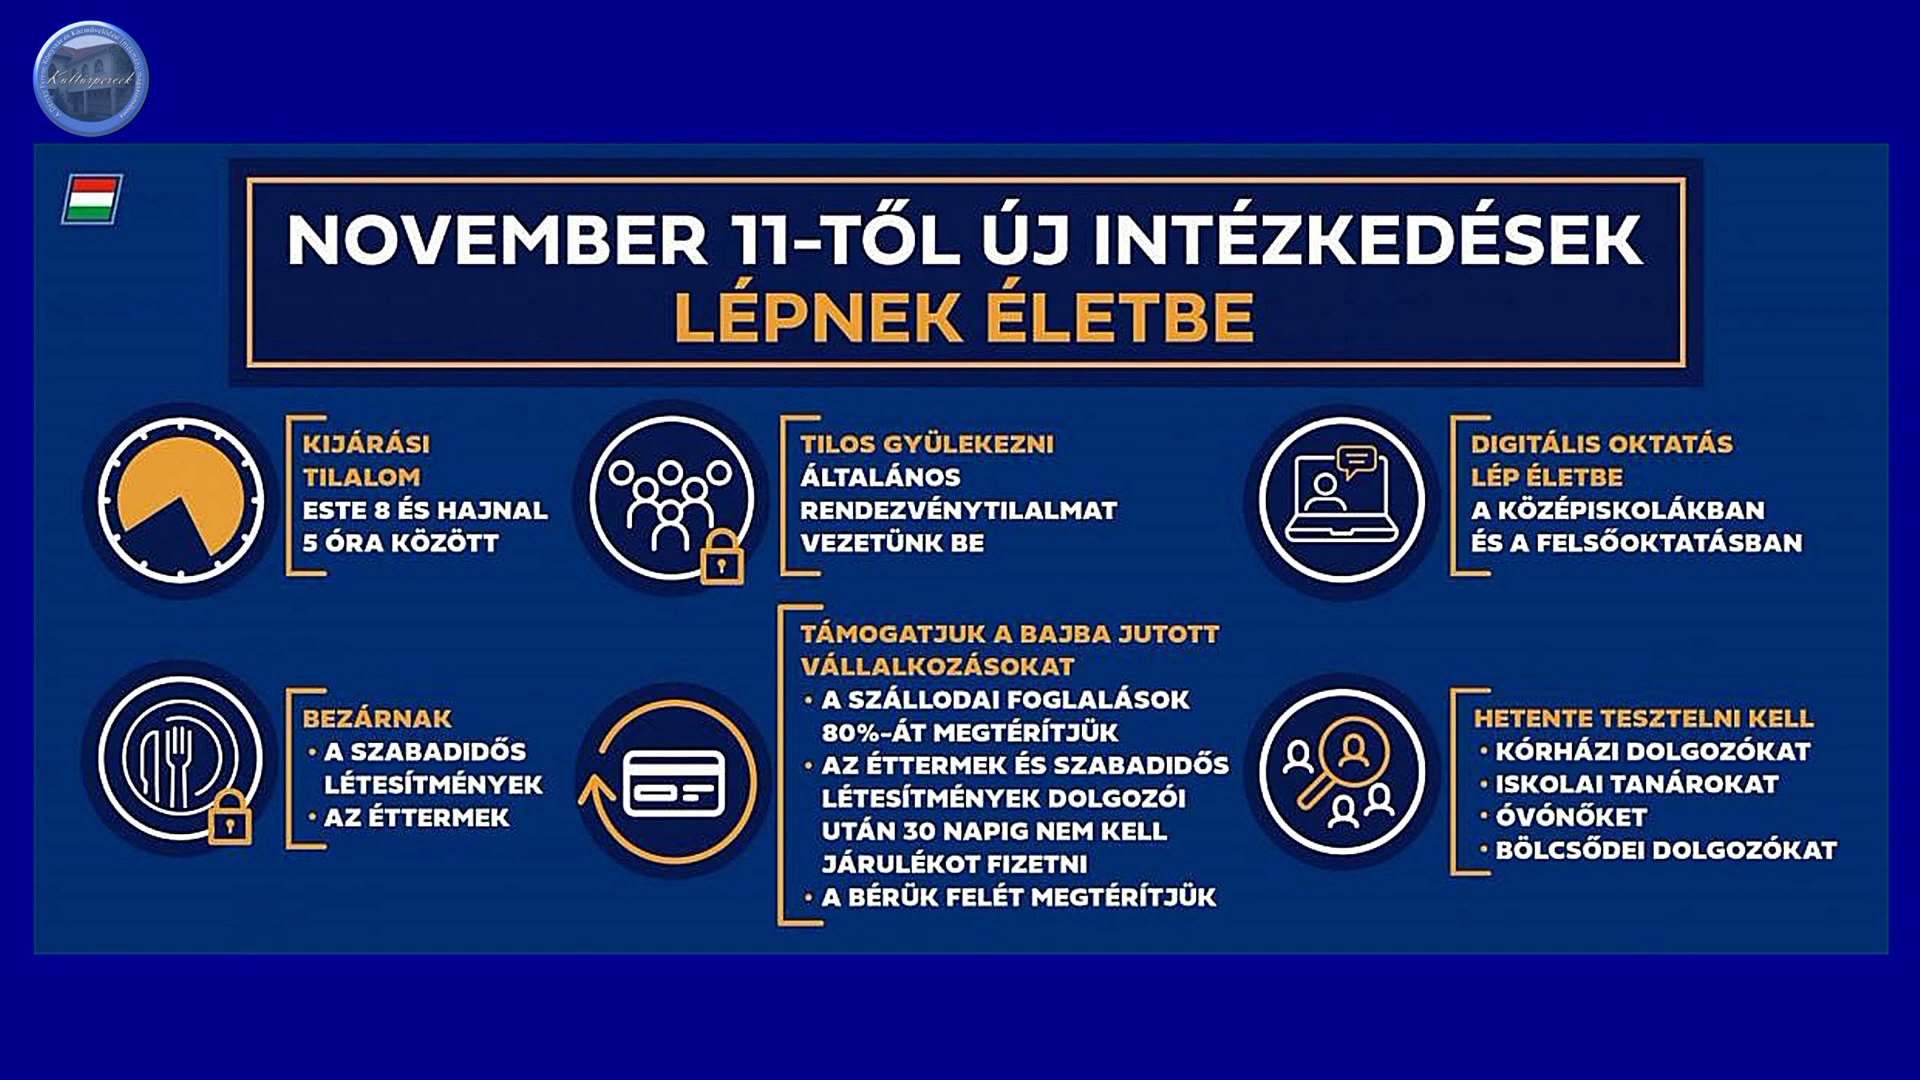 Kultúrpercek
NOVEMBER 11-TŐL ÚJ INTÉZKEDÉSEK
LÉPNEK ÉLETBE
KIJÁRÁSI
TILALOM
ESTE 8 ÉS HAJNAL
5 ÓRA KÖZÖTT
TILOS GYÜLEKEZNI
ÁLTALÁNOS
RENDEZVÉNYTILALMAT
VEZETÜNK BE
DIGITÁLIS OKTATÁS
LÉP ÉLETBE
A KÖZÉPISKOLÁKBAN
ÉS A FELSŐOKTATÁSBAN
BEZÁRNAK
• A SZABADIDŐS
LÉTESÍTMÉNYEK
• AZ ÉTTERMEK
TÁMOGATJUK A BAJBA JUTOTT
VÁLLALKOZÁSOKAT
• A SZÁLLODAI FOGLALÁSOK
80%-ÁT MEGTÉRÍTJÜK
• AZ ÉTTERMEK ÉS SZABADIDŐS
LÉTESÍTMÉNYEK DOLGOZÓI
UTÁN 30 NAPIG NEM KELL
JÁRULÉKOT FIZETNI
• A BÉRÜK FELÉT MEGTÉRÍTJÜK
HETENTE TESZTELNI KELL
• KÓRHÁZI DOLGOZÓKAT
• ISKOLAI TANÁROKAT
• ÓVÓNŐKET
• BÖLCSŐDEI DOLGOZÓKAT